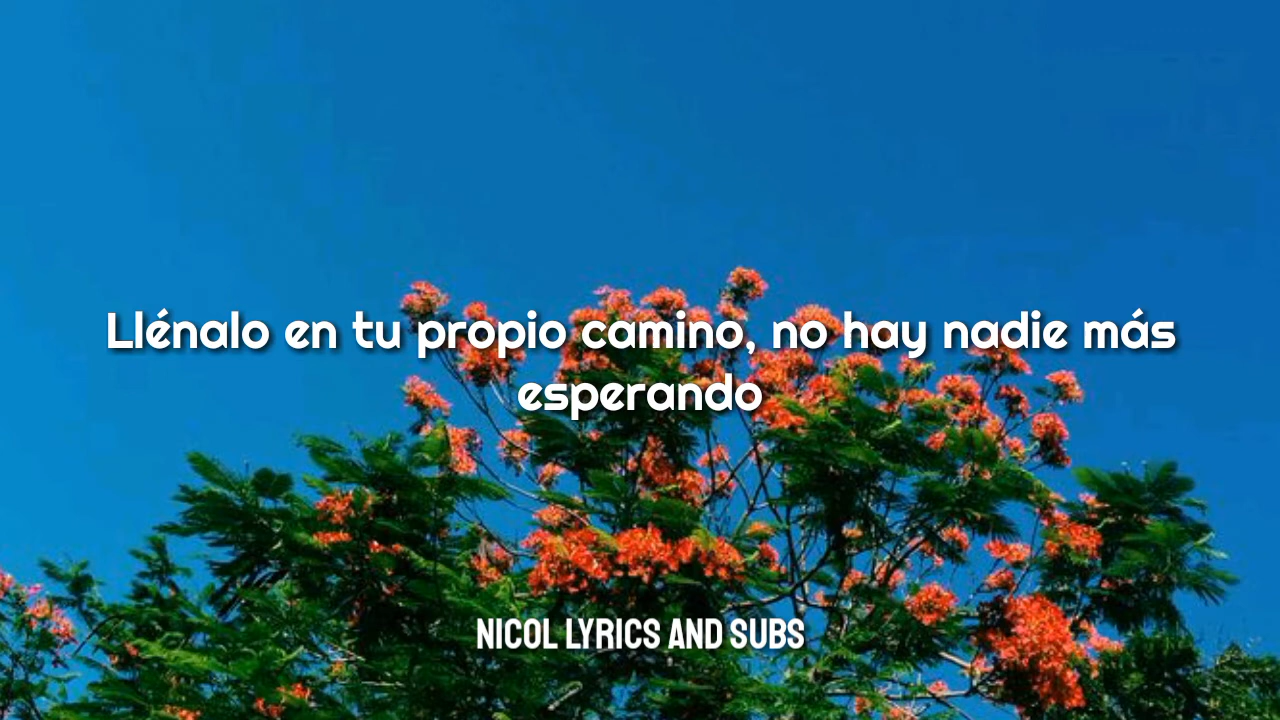 Llénalo en tu propio camino, no hay nadie más
esperando
NICOL LYRICS AND SUBS